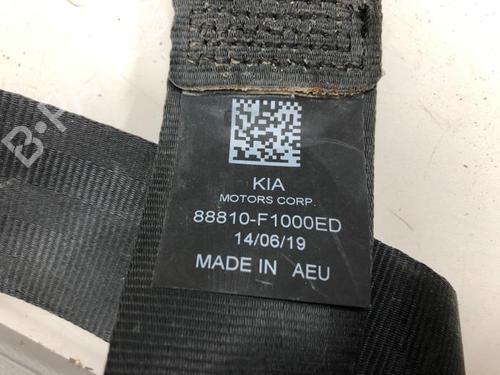 KIA
MOTORS CORP.
88810-F1000ED
14/06/19
MADE IN AEU